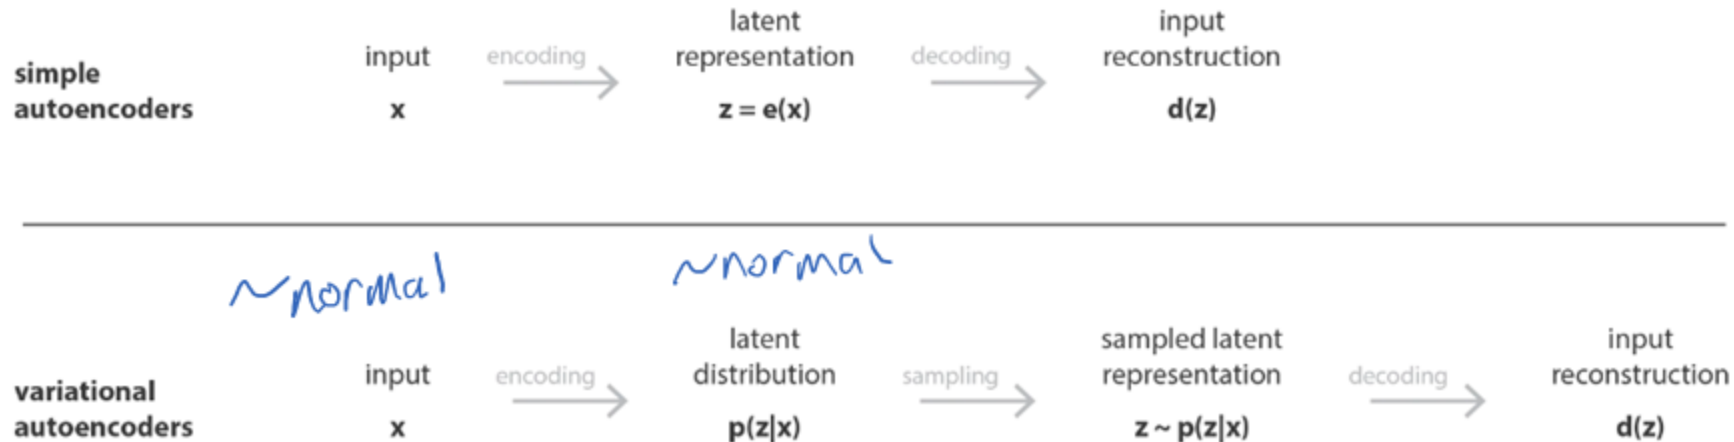 latent
input
input
encoding
representation
decoding
reconstruction
simple
autoencoders
x
z = e(x)
d(z)
~normal
~normal
latent
sampled latent
input
input
encoding
distribution
sampling
representation
decoding
reconstruction
variational
autoencoders
x
p(z|x)
z ~ p(z|x)
d(z)